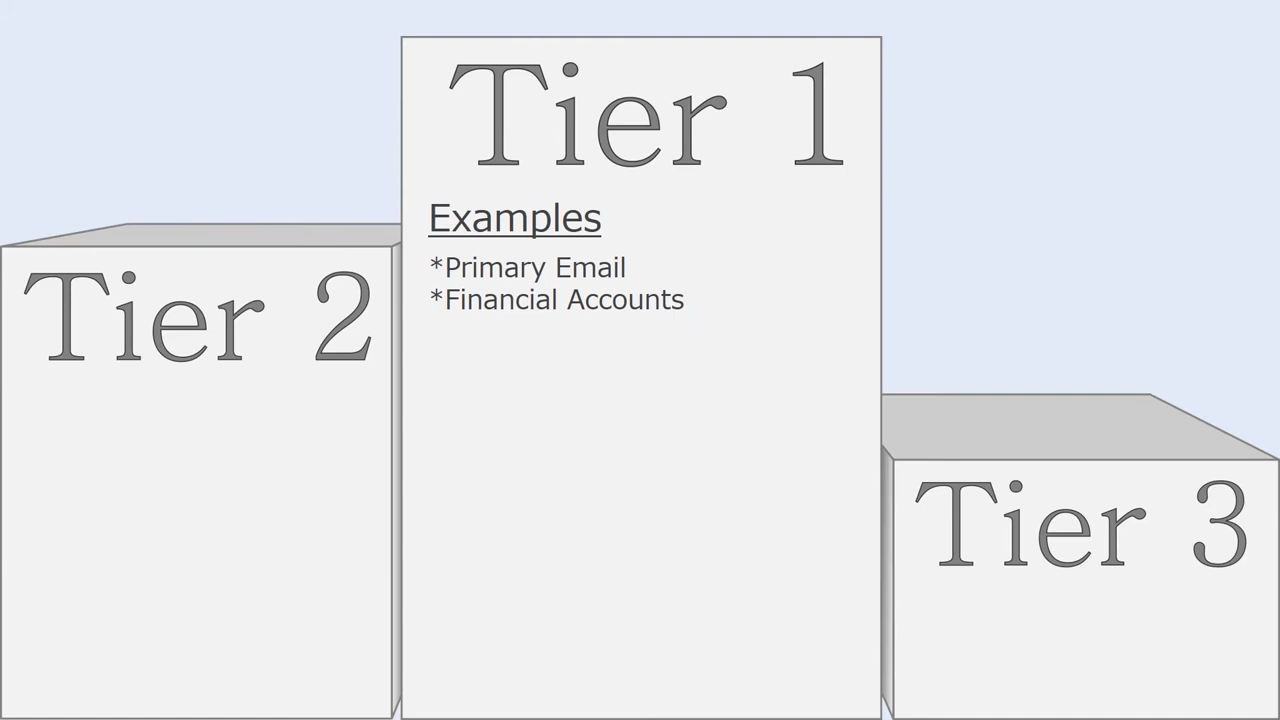 Tier 1
Examples
*Primary Email
*Financial Accounts
Tier 2
Tier 3